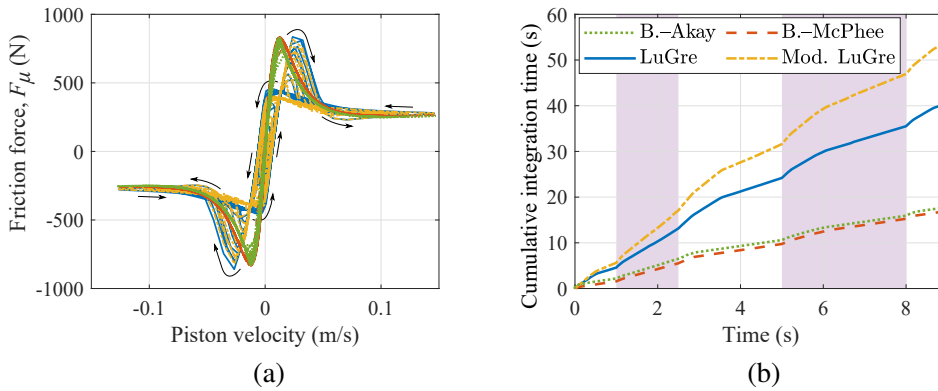 1000
500
0
-500
-1000
-0.1
0
0.1
Friction force, Fμ (N)
Piston velocity (m/s)
(a)
60
50
40
30
20
10
0
0
2
4
6
8
Cumulative integration time (s)
Time (s)
B.–Akay
B.–McPhee
LuGre
Mod. LuGre
(b)